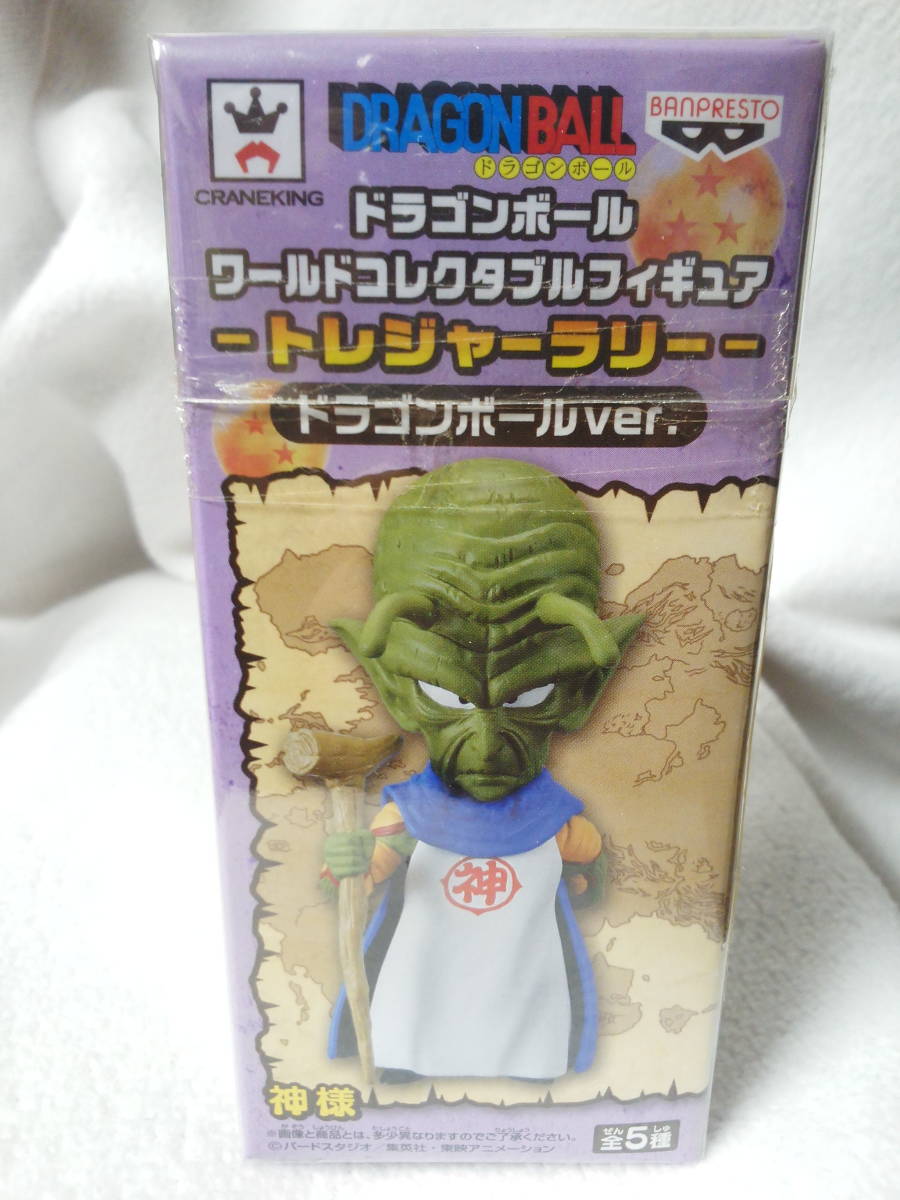 CRANEKING
DRAGON BALL
ドラゴンボール
BANPRESTO
ドラゴンボール
ワールドコレクタブルフィギュア
-トレジャーラリー-
ドラゴンボールver.
神
神様
※画像と商品とは、多少異なりますのでご了承ください。
©バードスタジオ/集英社・東映アニメーション
全5種